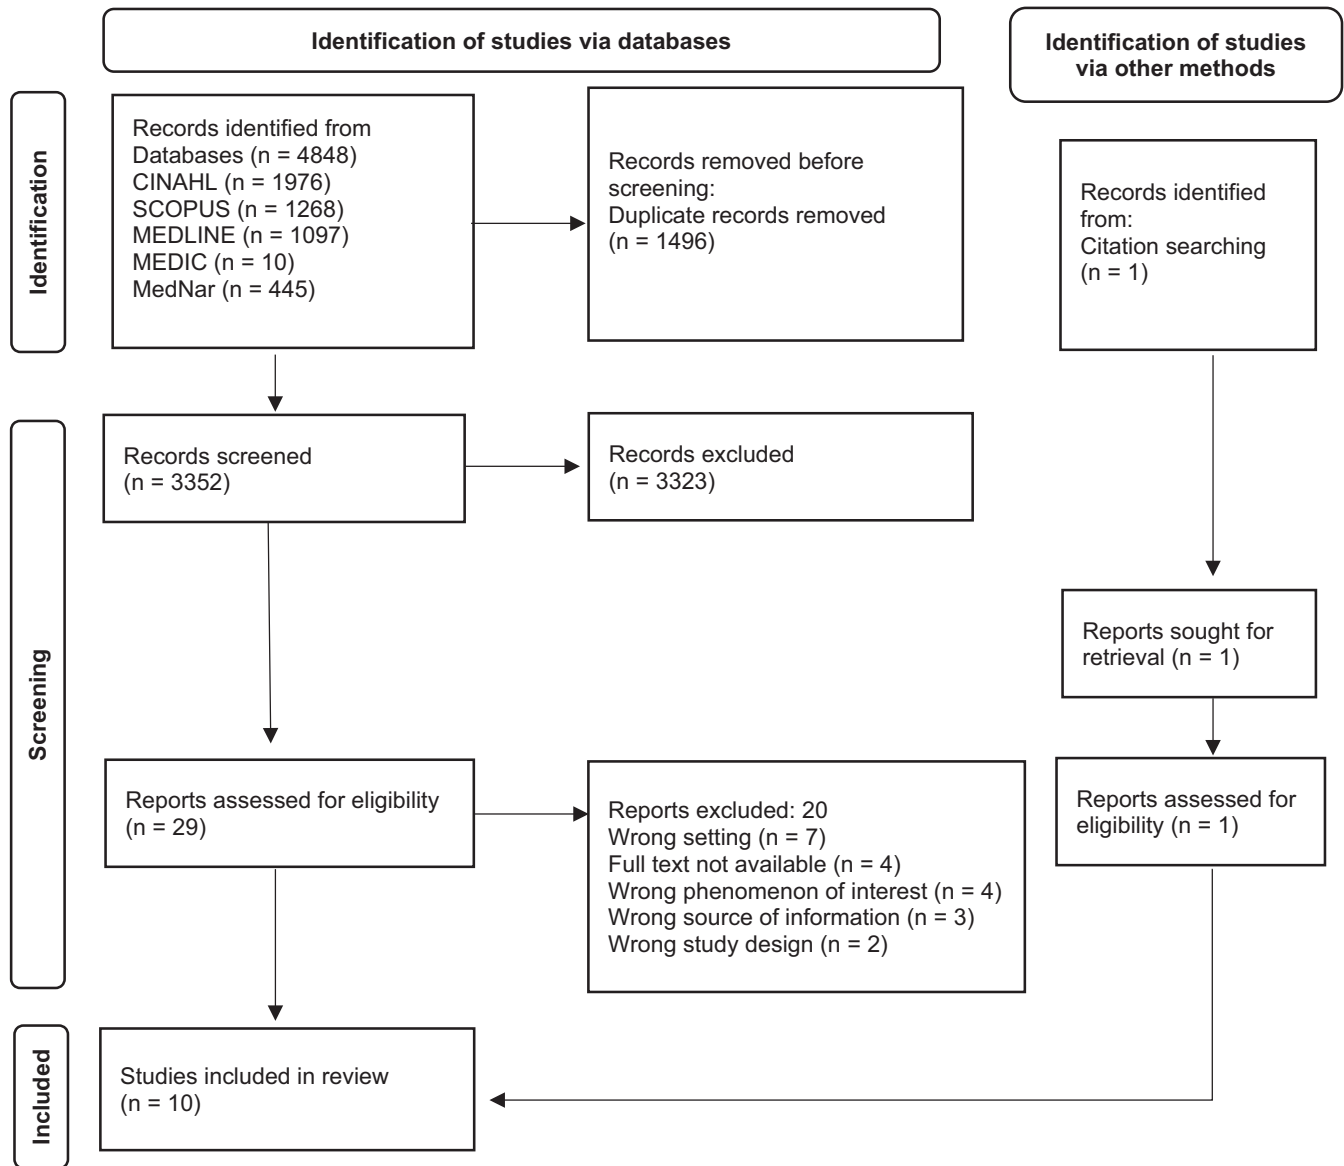 Identification of studies via databases
Identification of studies
via other methods
Identification
Records identified from
Databases (n = 4848)
CINAHL (n = 1976)
SCOPUS (n = 1268)
MEDLINE (n = 1097)
MEDIC (n = 10)
MedNar (n = 445)
Records removed before
screening:
Duplicate records removed
(n = 1496)
Records identified
from:
Citation searching
(n = 1)
Screening
Records screened
(n = 3352)
Records excluded
(n = 3323)
Reports sought for
retrieval (n = 1)
Reports assessed for eligibility
(n = 29)
Reports excluded: 20
Wrong setting (n = 7)
Full text not available (n = 4)
Wrong phenomenon of interest (n = 4)
Wrong source of information (n = 3)
Wrong study design (n = 2)
Reports assessed for
eligibility (n = 1)
Included
Studies included in review
(n = 10)